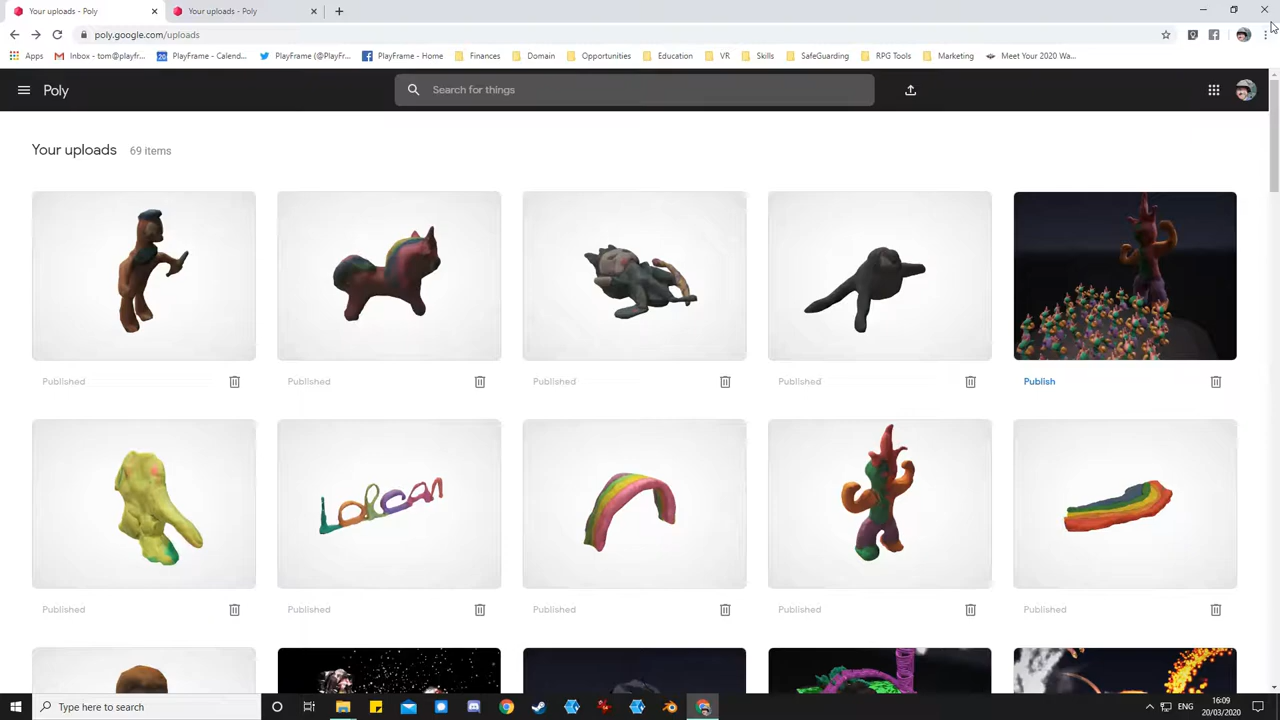 Your uploads - Poly
Your uploads - Poly
poly.google.com/uploads
Apps
Inbox - tom@playfr...
PlayFrame - Calend...
PlayFrame (@PlayFr...
PlayFrame - Home
Finances
Domain
Opportunities
Education
VR
Skills
SafeGuarding
RPG Tools
Marketing
Meet Your 2020 Wa...
Poly
Search for things
Your uploads 69 items
Published
Published
Published
Published
Publish
LORCAN
Published
Published
Published
Published
Published
Type here to search
ENG
16:09
20/03/2020